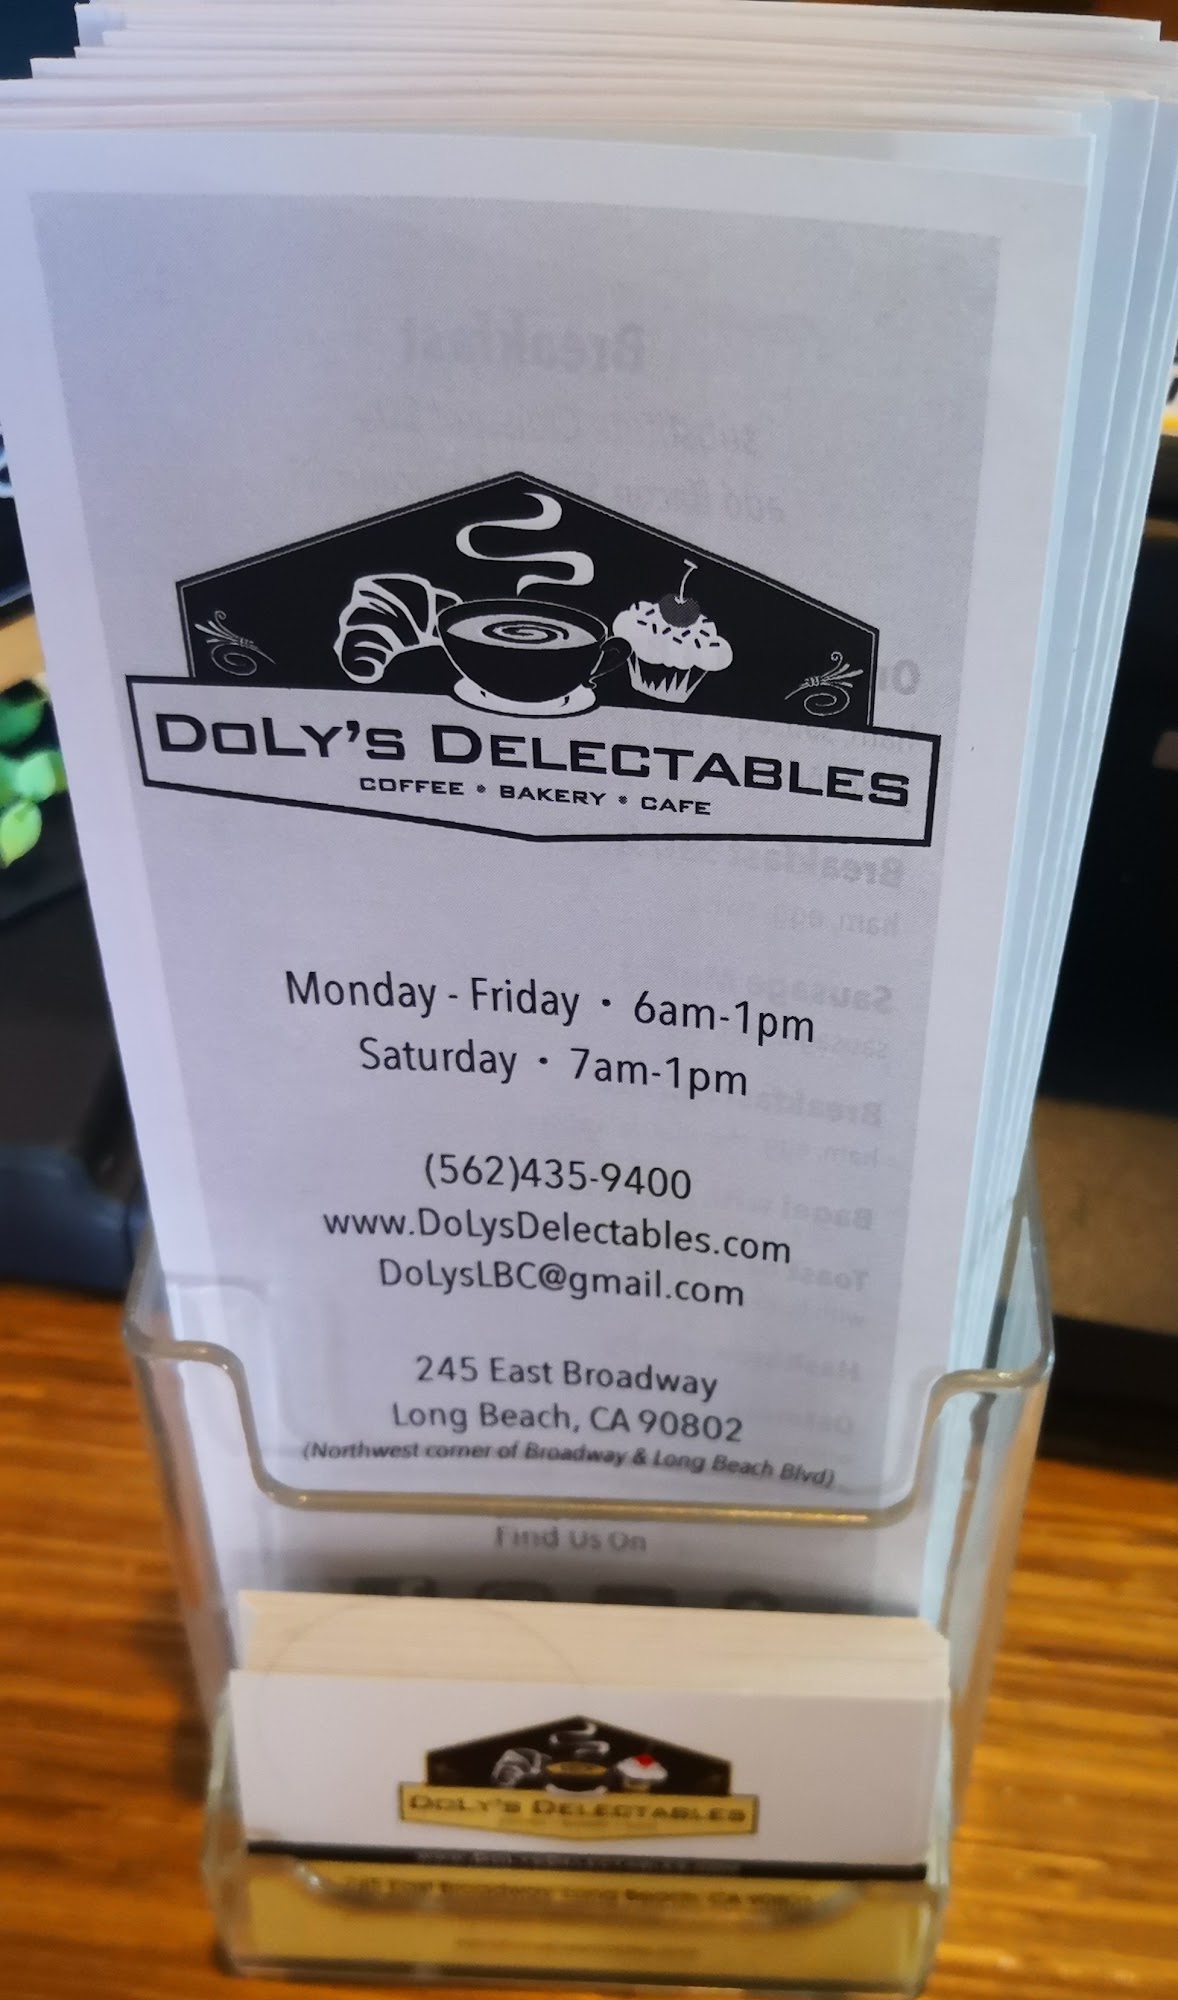 DoLy's Delectables
COFFEE • BAKERY • CAFE
Monday - Friday • 6am-1pm
Saturday • 7am-1pm
(562)435-9400
www.DoLysDelectables.com
DoLysLBC@gmail.com
245 East Broadway
Long Beach, CA 90802
(Northwest corner of Broadway & Long Beach Blvd)
Find Us On
DoLy's Delectables